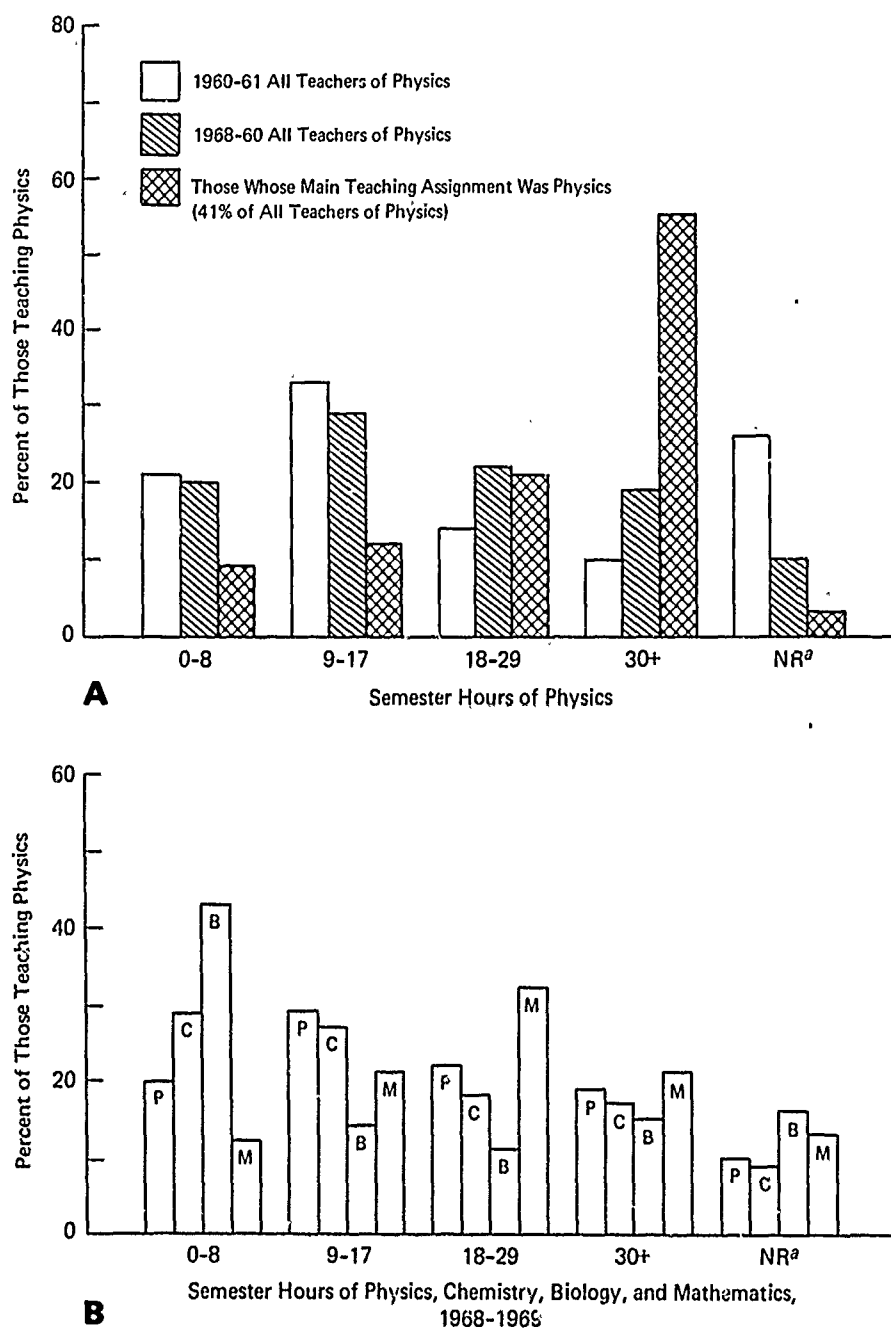 80
60
40
20
0
Percent of Those Teaching Physics
1960-61 All Teachers of Physics
1968-60 All Teachers of Physics
Those Whose Main Teaching Assignment Was Physics
(41% of All Teachers of Physics)
0-8 9-17 18-29 30+ NRa
A
Semester Hours of Physics
60
40
20
0
Percent of Those Teaching Physics
P C B M P C B M P C B M P C B M P C B M
0-8 9-17 18-29 30+ NRa
Semester Hours of Physics, Chemistry, Biology, and Mathematics,
B
1968-1969